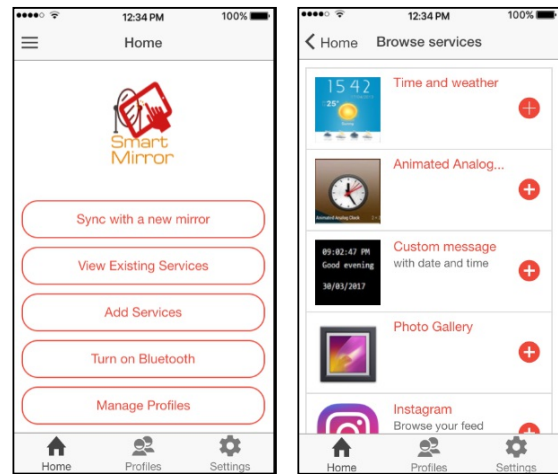 12:34 PM
100%
Home
Smart
Mirror
Sync with a new mirror
View Existing Services
Add Services
Turn on Bluetooth
Manage Profiles
Home
Profiles
Settings
12:34 PM
100%
Home
Browse services
15 42
25°
Time and weather
Animated Analog Clock
Animated Analog...
09:02:47 PM
Good evening
30/03/2017
Custom message
with date and time
Photo Gallery
Instagram
Browse your feed
Home
Profiles
Settings